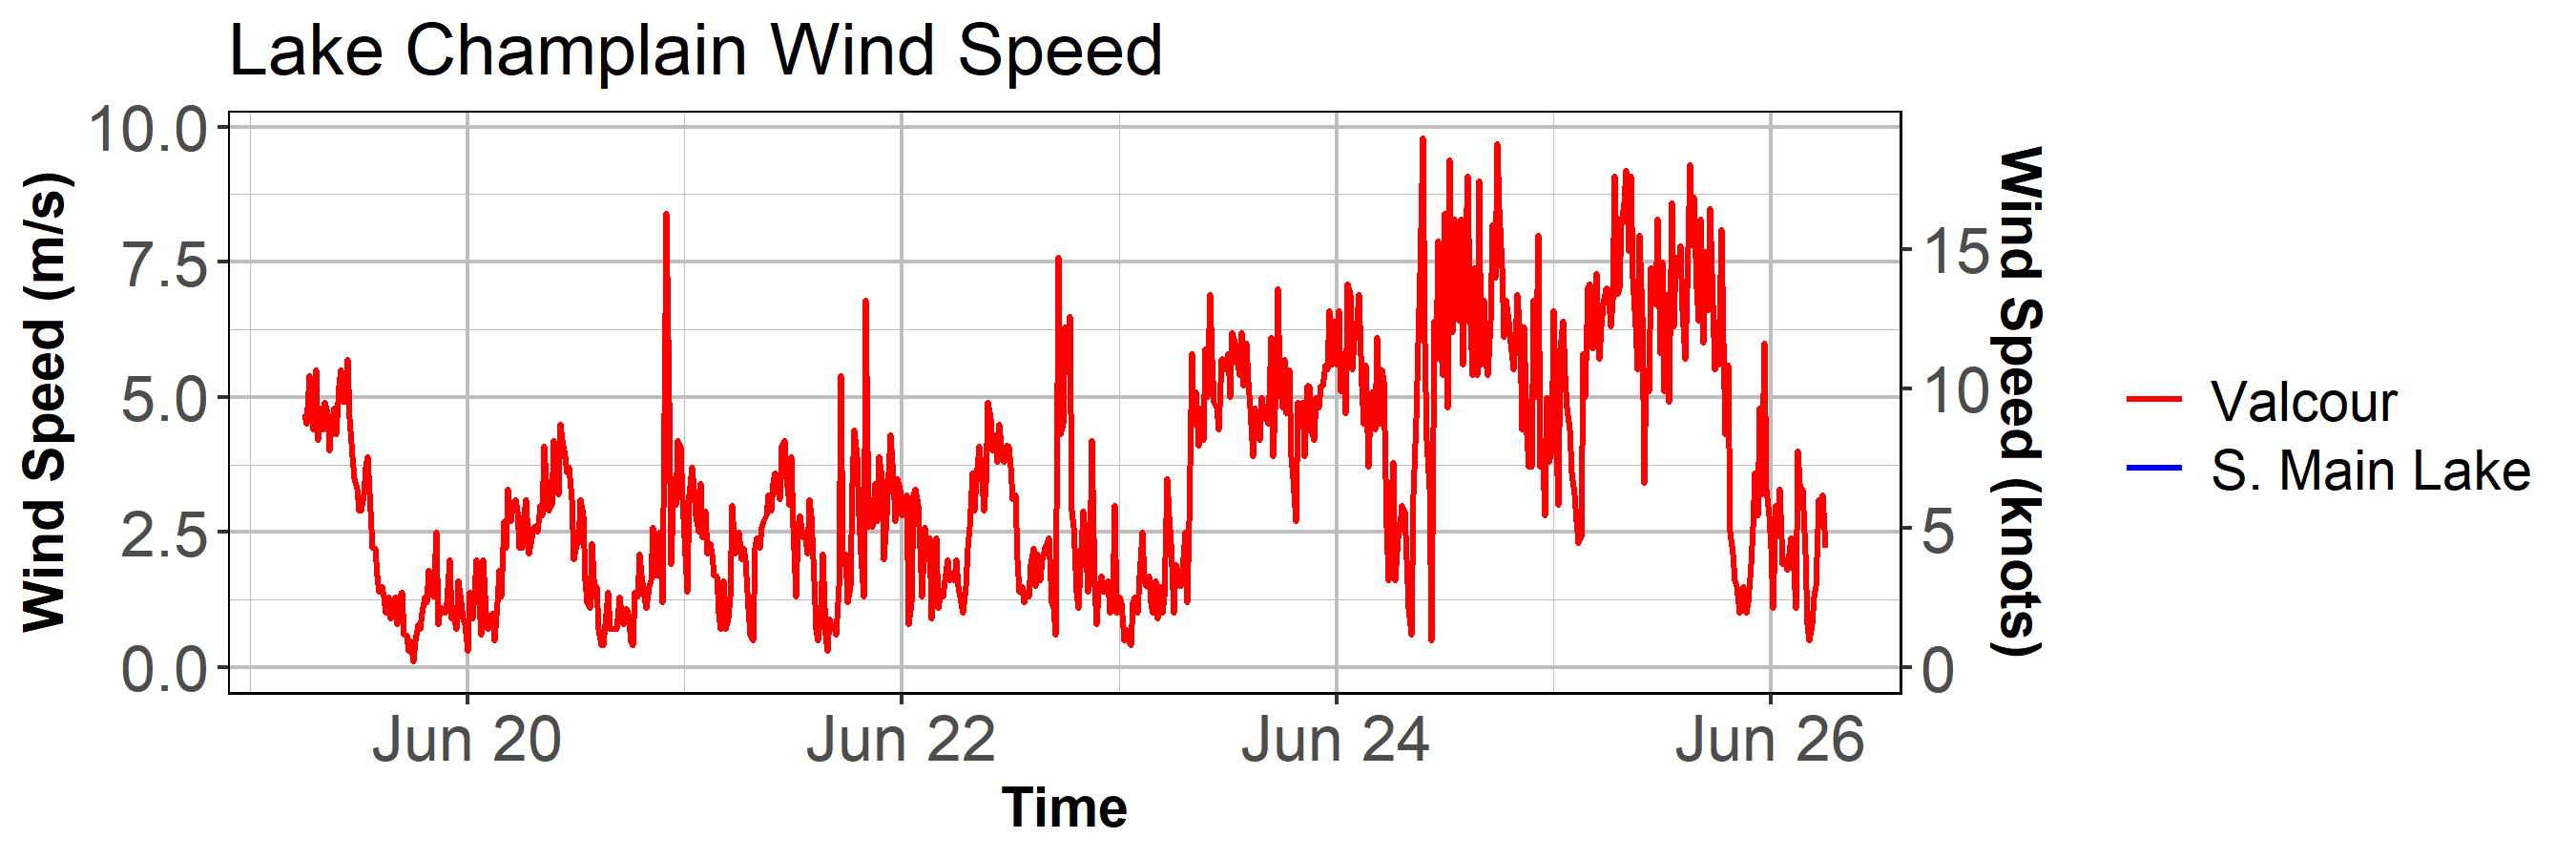 Lake Champlain Wind Speed
Wind Speed (m/s)
10.0
7.5
5.0
2.5
0.0
Wind Speed (knots)
15
10
5
0
Jun 20
Jun 22
Jun 24
Jun 26
Time
Valcour
S. Main Lake